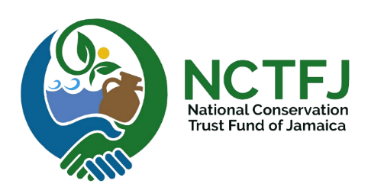 NCTFJ
National Conservation
Trust Fund of Jamaica